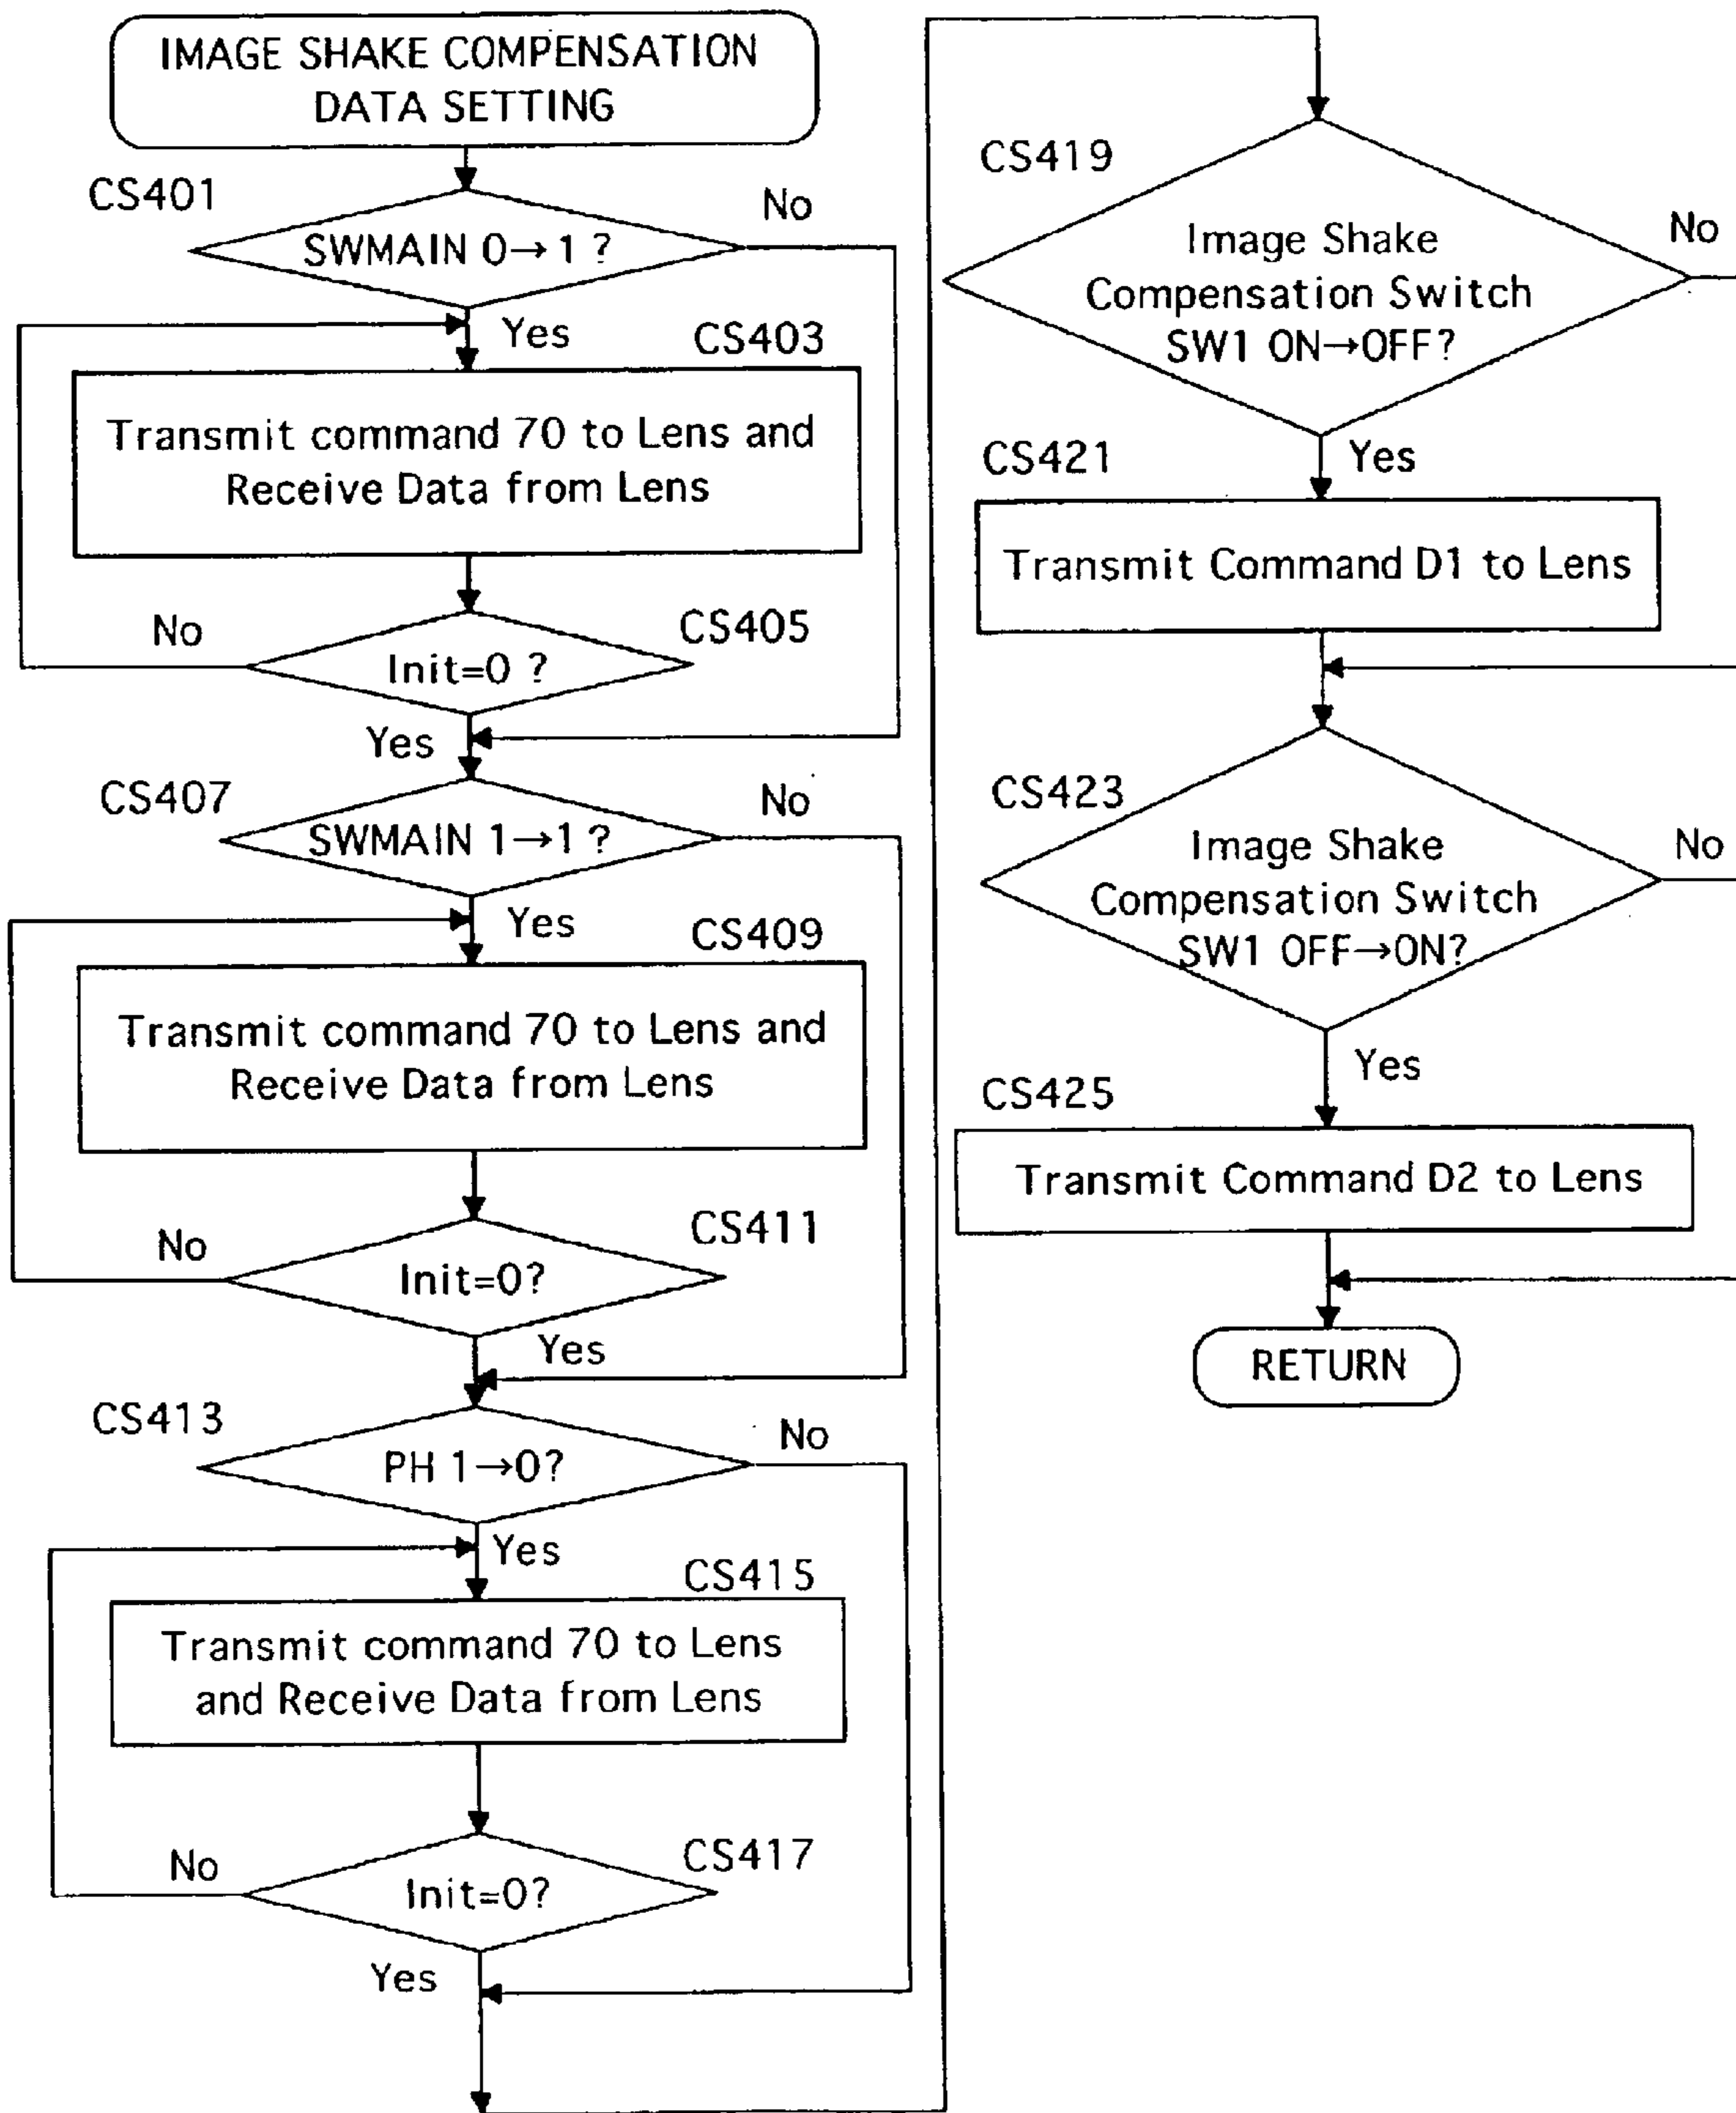 IMAGE SHAKE COMPENSATION
DATA SETTING
CS401
No
SWMAIN 0→1 ?
Yes
CS403
Transmit command 70 to Lens and
Receive Data from Lens
No
CS405
Init=0 ?
Yes
CS407
No
SWMAIN 1→1 ?
Yes
CS409
Transmit command 70 to Lens and
Receive Data from Lens
No
CS411
Init=0?
Yes
CS413
No
PH 1→0?
Yes
CS415
Transmit command 70 to Lens
and Receive Data from Lens
No
CS417
Init=0?
Yes
CS419
No
Image Shake
Compensation Switch
SW1 ON→OFF?
CS421
Yes
Transmit Command D1 to Lens
CS423
No
Image Shake
Compensation Switch
SW1 OFF→ON?
Yes
CS425
Transmit Command D2 to Lens
RETURN